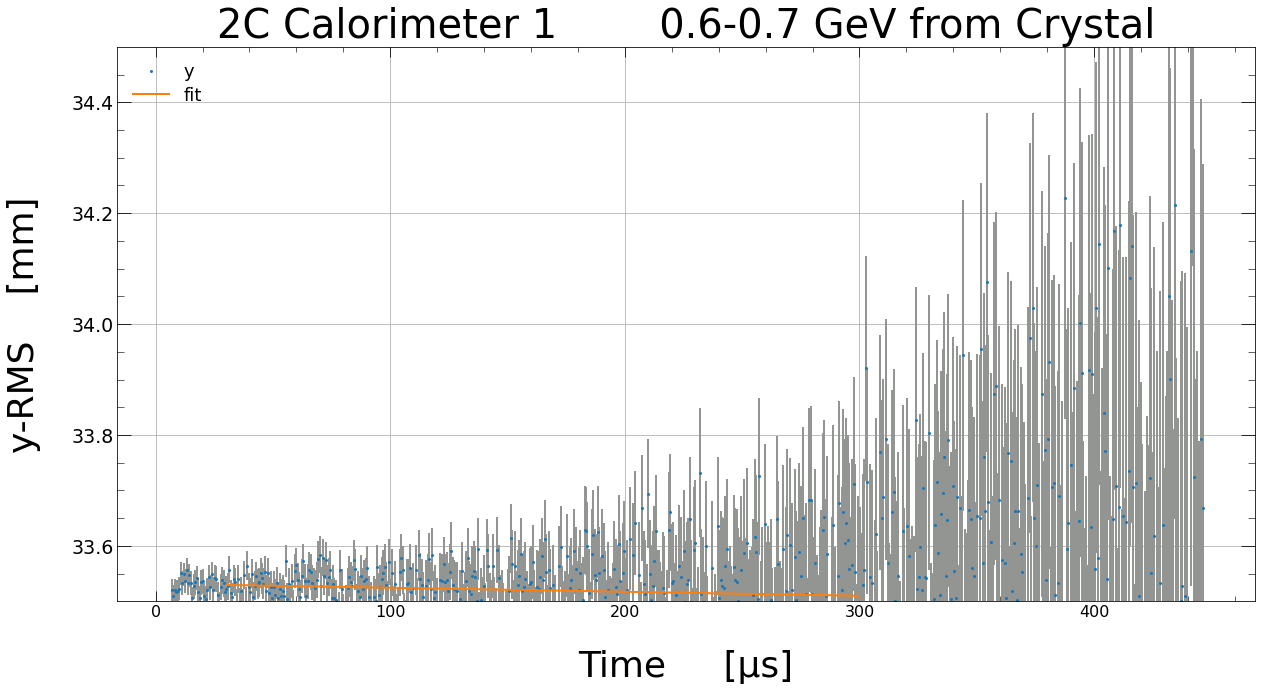 2C Calorimeter 1 0.6-0.7 GeV from Crystal
y
fit
y-RMS [mm]
34.4
34.2
34.0
33.8
33.6
0 100 200 300 400
Time [μs]